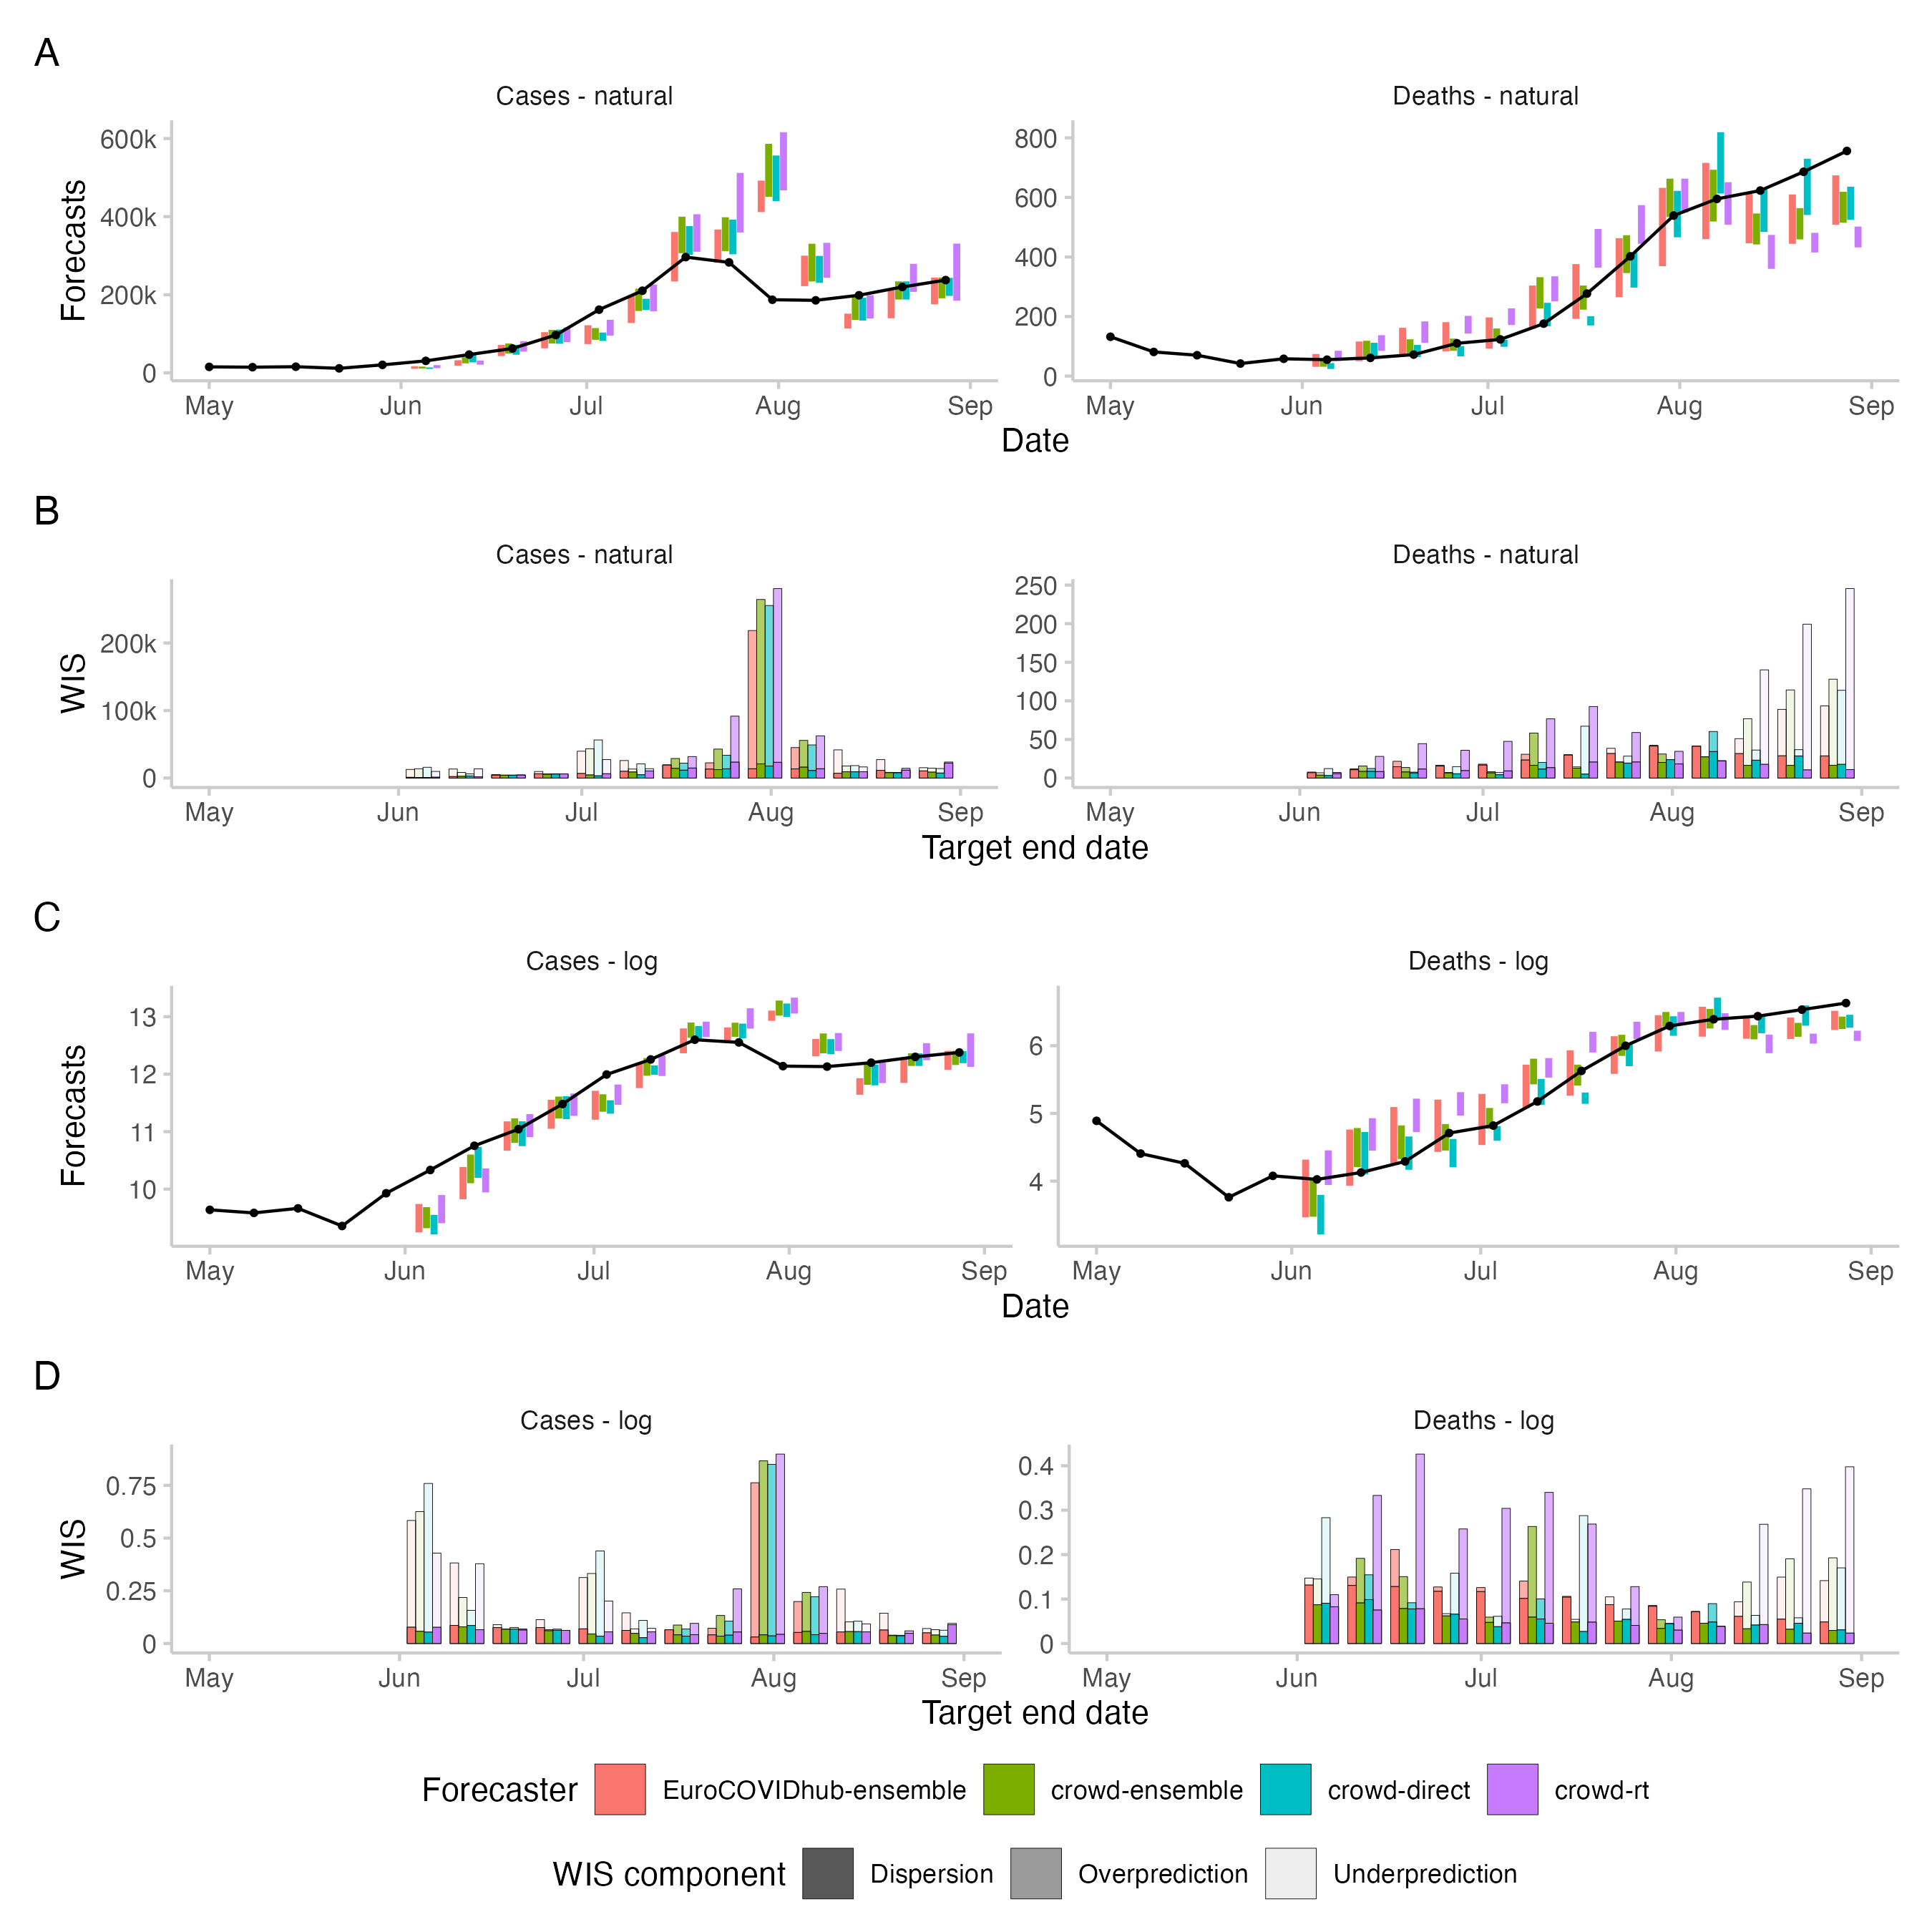 A
Cases - natural
Deaths - natural
Forecasts
600k
400k
200k
0
800
600
400
200
0
May Jun Jul Aug Sep
May Jun Jul Aug Sep
Date
B
Cases - natural
Deaths - natural
WIS
200k
100k
0
250
200
150
100
50
0
May Jun Jul Aug Sep
May Jun Jul Aug Sep
Target end date
C
Cases - log
Deaths - log
Forecasts
13
12
11
10
6
5
4
May Jun Jul Aug Sep
May Jun Jul Aug Sep
Date
D
Cases - log
Deaths - log
WIS
0.75
0.5
0.25
0
0.4
0.3
0.2
0.1
0
May Jun Jul Aug Sep
May Jun Jul Aug Sep
Target end date
Forecaster EuroCOVIDhub-ensemble crowd-ensemble crowd-direct crowd-rt
WIS component Dispersion Overprediction Underprediction